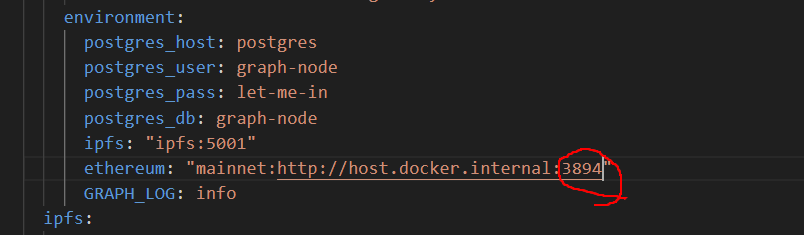 environment:
postgres_host: postgres
postgres_user: graph-node
postgres_pass: let-me-in
postgres_db: graph-node
ipfs: "ipfs:5001"
ethereum: "mainnet:http://host.docker.internal:3894"
GRAPH_LOG: info
ipfs: